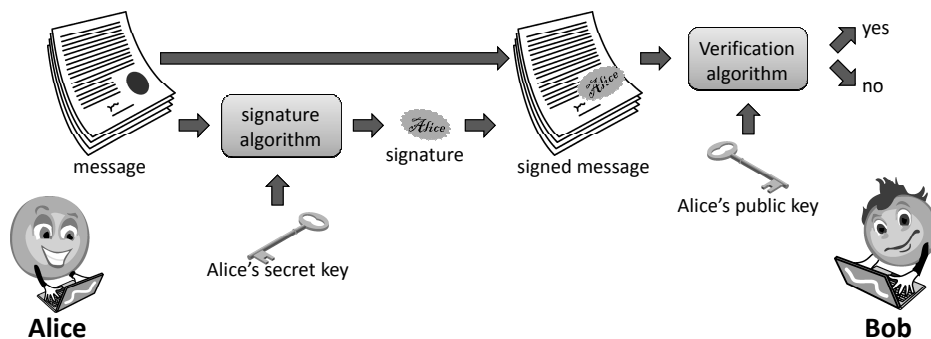 yes
Verification
algorithm
no
Alice
signature
algorithm
Alice
message
signature
signed message
Alice's public key
Alice's secret key
Alice
Bob